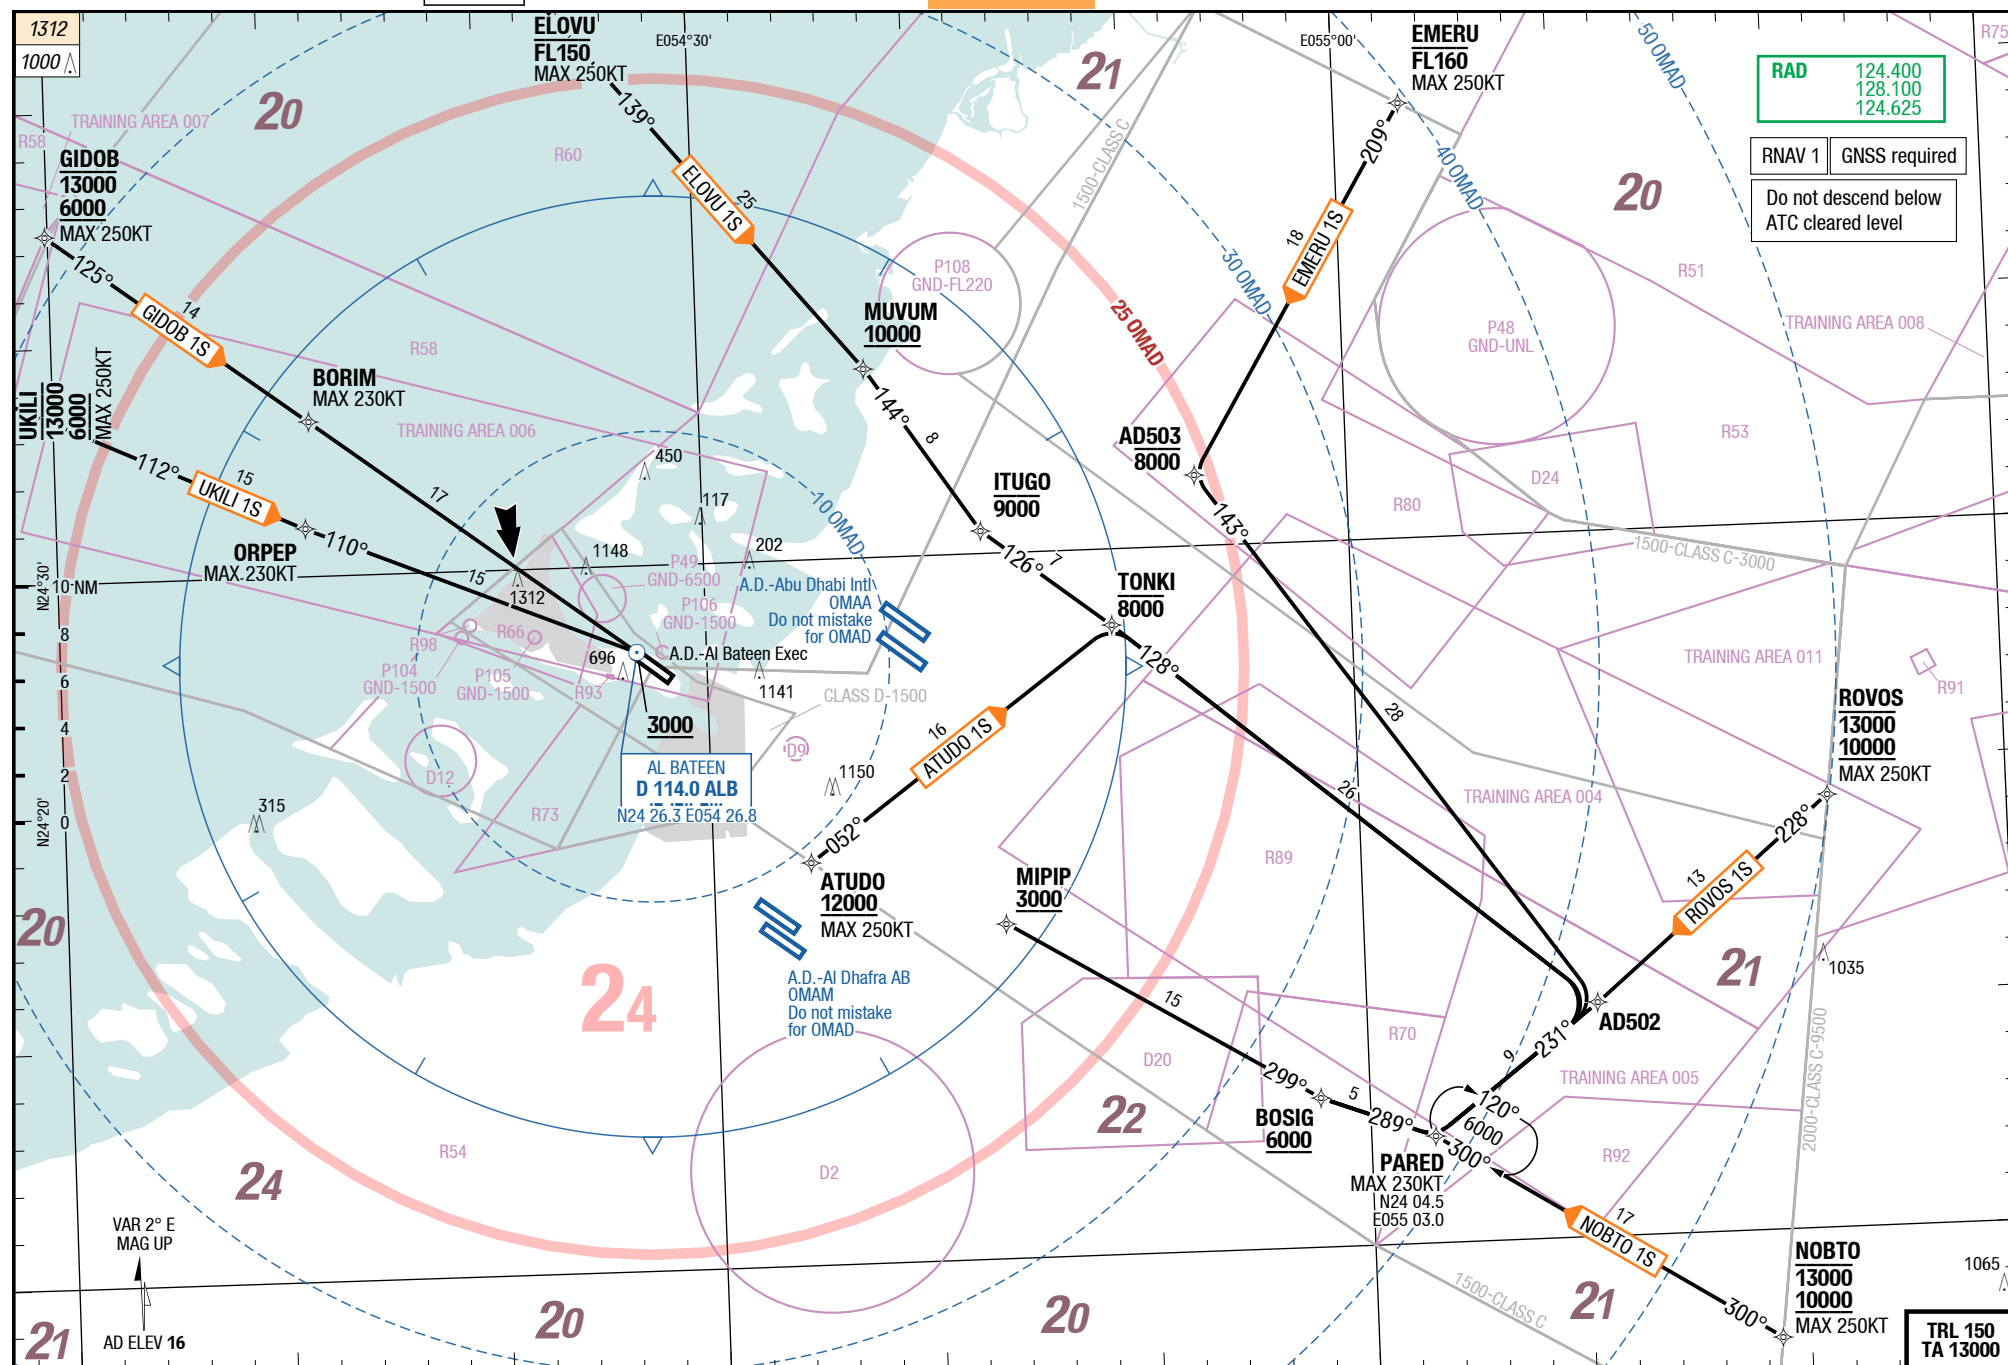 1312
1000
ELOVU
FL150
MAX 250KT
E054°30'
E055°00'
EMERU
FL160
MAX 250KT
50 OMAD
R75
RAD 124.400
128.100
124.625
RNAV 1
GNSS required
Do not descend below
ATC cleared level
20
21
20
TRAINING AREA 007
R58
R60
139°
209°
1500-CLASS C
40 OMAD
GIDOB
13000
6000
MAX 250KT
125°
14
GIDOB 1S
ELOVU 1S
25
18
EMERU 1S
30 OMAD
P108
GND-FL220
R51
P48
GND-UNL
TRAINING AREA 008
MUVUM
10000
25 OMAD
R58
BORIM
MAX 230KT
UKILI
13000
6000
MAX 250KT
TRAINING AREA 006
144°
8
AD503
8000
R53
112°
15
UKILI 1S
17
450
117
10 OMAD
ITUGO
9000
D24
R80
143°
ORPEP
MAX 230KT
110°
15
1148
202
P49
GND-6500
126°
7
1500-CLASS C-3000
N24°30'
10 NM
8
6
4
2
0
N24°20'
1312
R66
R98
P106
GND-1500
A.D.-Abu Dhabi Intl
OMAA
Do not mistake
for OMAD
TONKI
8000
P104
GND-1500
P105
GND-1500
696
R93
A.D.-Al Bateen Exec
1141
CLASS D-1500
128°
TRAINING AREA 011
R91
3000
ROVOS
13000
10000
MAX 250KT
28
16
ATUDO 1S
D9
D12
AL BATEEN
D 114.0 ALB
N24 26.3 E054 26.8
1150
315
R73
26
TRAINING AREA 004
052°
228°
R89
ATUDO
12000
MAX 250KT
MIPIP
3000
13
ROVOS 1S
20
24
A.D.-Al Dhafra AB
OMAM
Do not mistake
for OMAD
15
21
1035
AD502
R70
D20
231°
9
299°
5
TRAINING AREA 005
2000-CLASS C-9500
22
BOSIG
6000
289°
120°
6000
300°
R54
D2
24
PARED
MAX 230KT
N24 04.5
E055 03.0
R92
VAR 2° E
MAG UP
17
NOBTO 1S
NOBTO
13000
10000
MAX 250KT
1065
300°
1500-CLASS C
21
AD ELEV 16
20
20
21
TRL 150
TA 13000